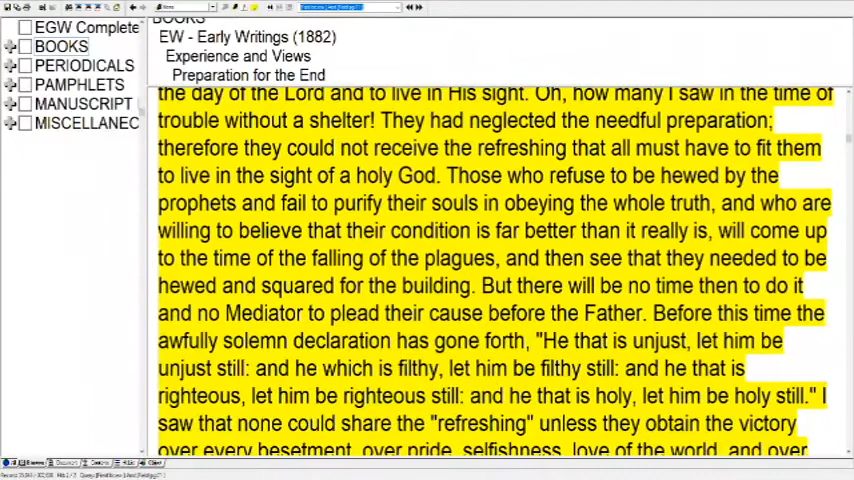 EGW Complete
BOOKS
PERIODICALS
PAMPHLETS
MANUSCRIPT
MISCELLANEC
BOOKS
EW - Early Writings (1882)
Experience and Views
Preparation for the End
the day of the Lord and to live in His sight. Oh, how many I saw in the time of
trouble without a shelter! They had neglected the needful preparation;
therefore they could not receive the refreshing that all must have to fit them
to live in the sight of a holy God. Those who refuse to be hewed by the
prophets and fail to purify their souls in obeying the whole truth, and who are
willing to believe that their condition is far better than it really is, will come up
to the time of the falling of the plagues, and then see that they needed to be
hewed and squared for the building. But there will be no time then to do it
and no Mediator to plead their cause before the Father. Before this time the
awfully solemn declaration has gone forth, "He that is unjust, let him be
unjust still: and he which is filthy, let him be filthy still: and he that is
righteous, let him be righteous still: and he that is holy, let him be holy still." I
saw that none could share the "refreshing" unless they obtain the victory
over every besetment, over pride, selfishness, love of the world, and over